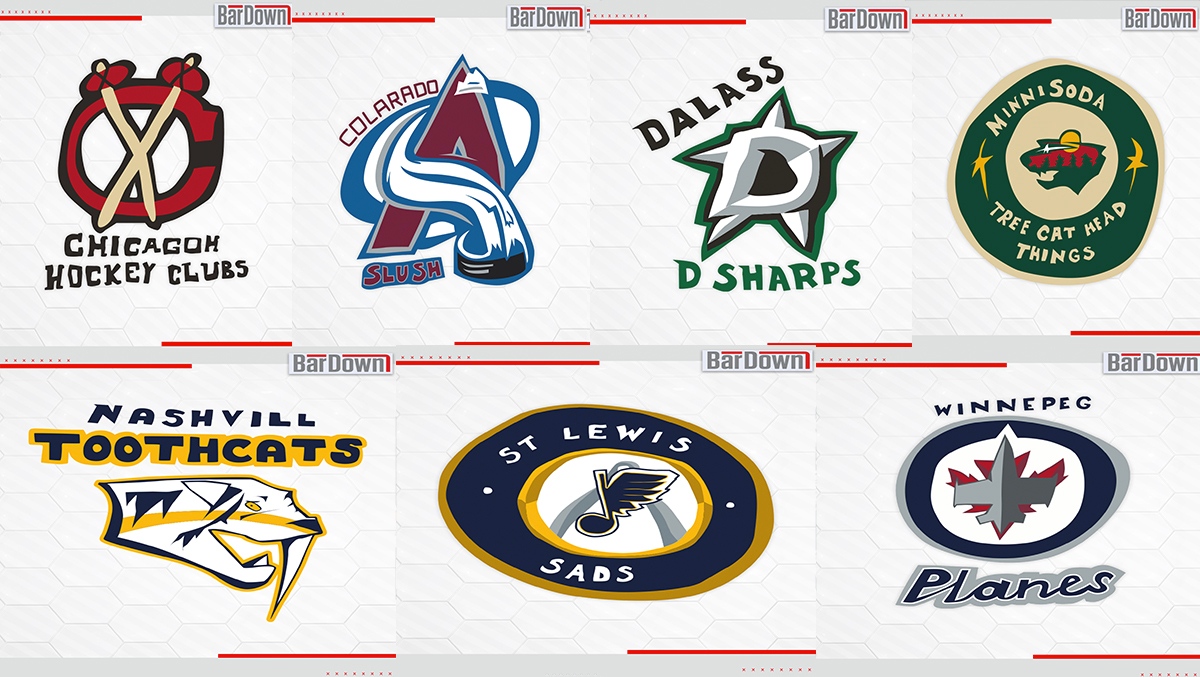 BarDown
CHICAGOH
HOCKEY CLUBS
BarDown
COLARADO
SLUSH
BarDown
DALASS
D
D SHARPS
BarDown
MINNISODA
TREE CAT HEAD
THINGS
BarDown
NASHVILL
TOOTHCATS
BarDown
ST LEWIS
SADS
BarDown
WINNEPEG
Planes